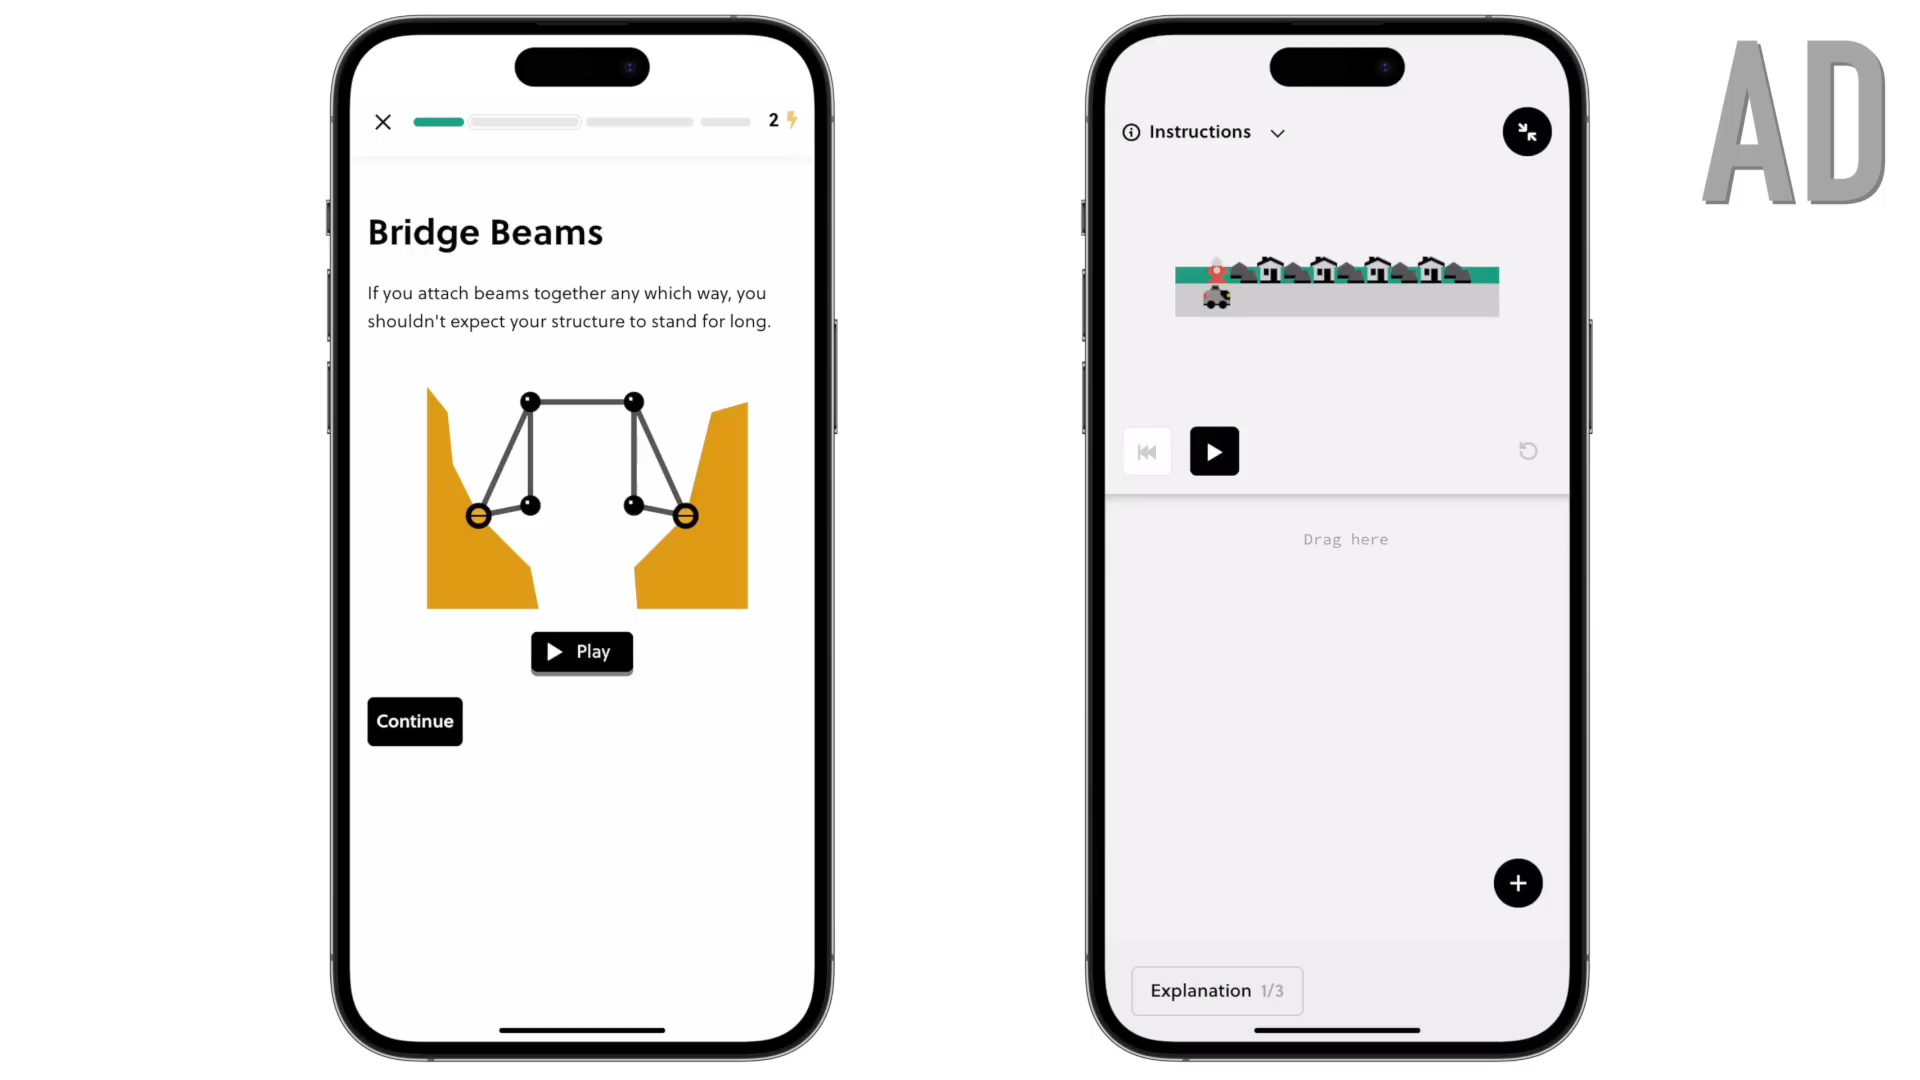 AD
2
Bridge Beams
If you attach beams together any which way, you
shouldn't expect your structure to stand for long.
Play
Continue
Instructions
Drag here
Explanation 1/3